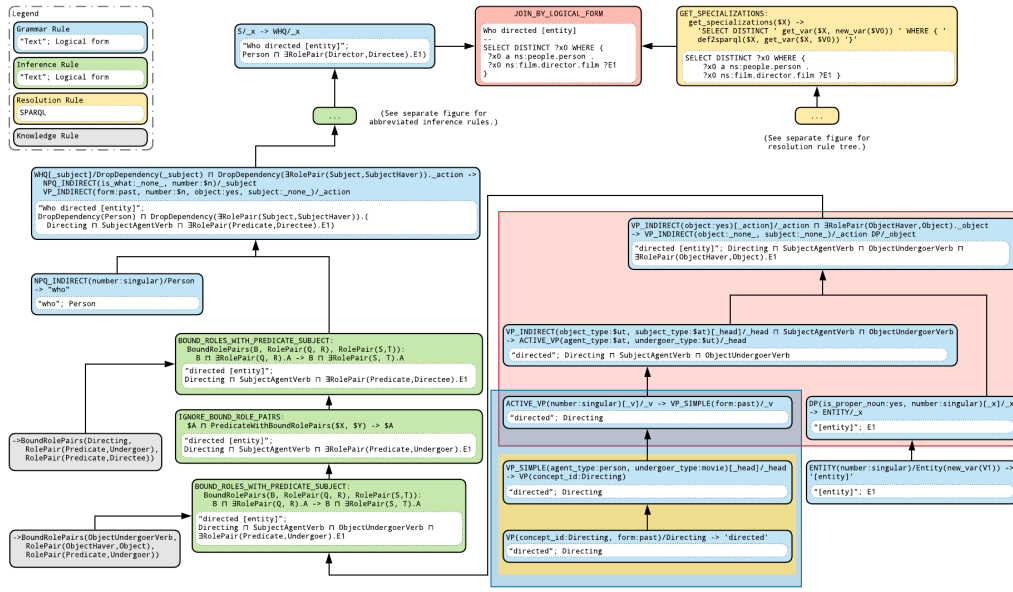 Legend
Grammar Rule
"Text"; Logical form
Inference Rule
"Text"; Logical form
Resolution Rule
SPARQL
Knowledge Rule
S/_x -> WHQ/_x
"Who directed [entity]";
Person ⊓ ∃RolePair(Director,Directee).E1)
JOIN_BY_LOGICAL_FORM
Who directed [entity]
--
SELECT DISTINCT ?x0 WHERE {
?x0 a ns:people.person .
?x0 ns:film.director.film ?E1
}
GET_SPECIALIZATIONS:
get_specializations($X) ->
'SELECT DISTINCT ' get_var($X, new_var($V0)) ' WHERE { '
def2sparql($X, get_var($X, $V0)) '}'
SELECT DISTINCT ?x0 WHERE {
?x0 a ns:people.person .
?x0 ns:film.director.film ?E1 }
...
(See separate figure for
abbreviated inference rules.)
...
(See separate figure for
resolution rule tree.)
WHQ[_subject]/DropDependency(_subject) ⊓ DropDependency(∃RolePair(Subject,SubjectHaver))._action ->
NPQ_INDIRECT(is_what:_none_, number:$n)/_subject
VP_INDIRECT(form:past, number:$n, object:yes, subject:_none_)/_action
"Who directed [entity]";
DropDependency(Person) ⊓ DropDependency(∃RolePair(Subject,SubjectHaver)).(
Directing ⊓ SubjectAgentVerb ⊓ ∃RolePair(Predicate,Directee).E1)
NPQ_INDIRECT(number:singular)/Person
-> "who"
"who"; Person
VP_INDIRECT(object:yes)[_action]/_action ⊓ ∃RolePair(ObjectHaver,Object)._object
-> VP_INDIRECT(object:_none_, subject:_none_)/_action DP/_object
"directed [entity]"; Directing ⊓ SubjectAgentVerb ⊓ ObjectUndergoerVerb ⊓
∃RolePair(ObjectHaver,Object).E1
VP_INDIRECT(object_type:$ut, subject_type:$at)[_head]/_head ⊓ SubjectAgentVerb ⊓ ObjectUndergoerVerb
-> ACTIVE_VP(agent_type:$at, undergoer_type:$ut)/_head
"directed"; Directing ⊓ SubjectAgentVerb ⊓ ObjectUndergoerVerb
BOUND_ROLES_WITH_PREDICATE_SUBJECT:
BoundRolePairs(B, RolePair(Q, R), RolePair(S,T)):
B ⊓ ∃RolePair(Q, R).A -> B ⊓ ∃RolePair(S, T).A
"directed [entity]";
Directing ⊓ SubjectAgentVerb ⊓ ∃RolePair(Predicate,Directee).E1
ACTIVE_VP(number:singular)[_v]/_v -> VP_SIMPLE(form:past)/_v
"directed"; Directing
DP(is_proper_noun:yes, number:singular)[_x]/_x
-> ENTITY/_x
"[entity]"; E1
IGNORE_BOUND_ROLE_PAIRS:
$A ⊓ PredicateWithBoundRolePairs($X, $Y) -> $A
"directed [entity]";
Directing ⊓ SubjectAgentVerb ⊓ ∃RolePair(Predicate,Undergoer).E1
->BoundRolePairs(Directing,
RolePair(Predicate,Undergoer),
RolePair(Predicate,Directee))
VP_SIMPLE(agent_type:person, undergoer_type:movie)[_head]/_head
-> VP(concept_id:Directing)
"directed"; Directing
ENTITY(number:singular)/Entity(new_var(V1)) ->
'[entity]'
"[entity]"; E1
BOUND_ROLES_WITH_PREDICATE_SUBJECT:
BoundRolePairs(B, RolePair(Q, R), RolePair(S,T)):
B ⊓ ∃RolePair(Q, R).A -> B ⊓ ∃RolePair(S, T).A
"directed [entity]";
Directing ⊓ SubjectAgentVerb ⊓ ObjectUndergoerVerb ⊓
∃RolePair(Predicate,Undergoer).E1
->BoundRolePairs(ObjectUndergoerVerb,
RolePair(ObjectHaver,Object),
RolePair(Predicate,Undergoer))
VP(concept_id:Directing, form:past)/Directing -> 'directed'
"directed"; Directing